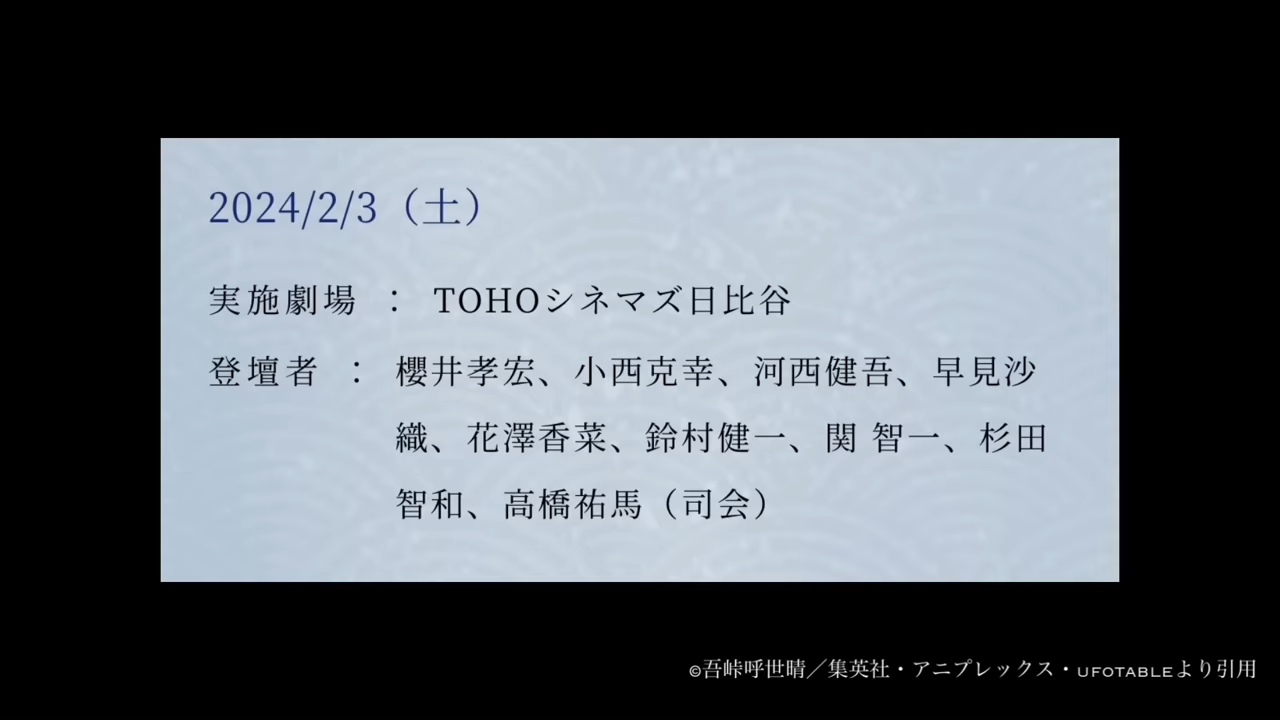 2024/2/3（土）
実施劇場 ： TOHOシネマズ日比谷
登壇者 ： 櫻井孝宏、小西克幸、河西健吾、早見沙
織、花澤香菜、鈴村健一、関 智一、杉田
智和、高橋祐馬（司会）
©吾峠呼世晴／集英社・アニプレックス・UFOTABLEより引用